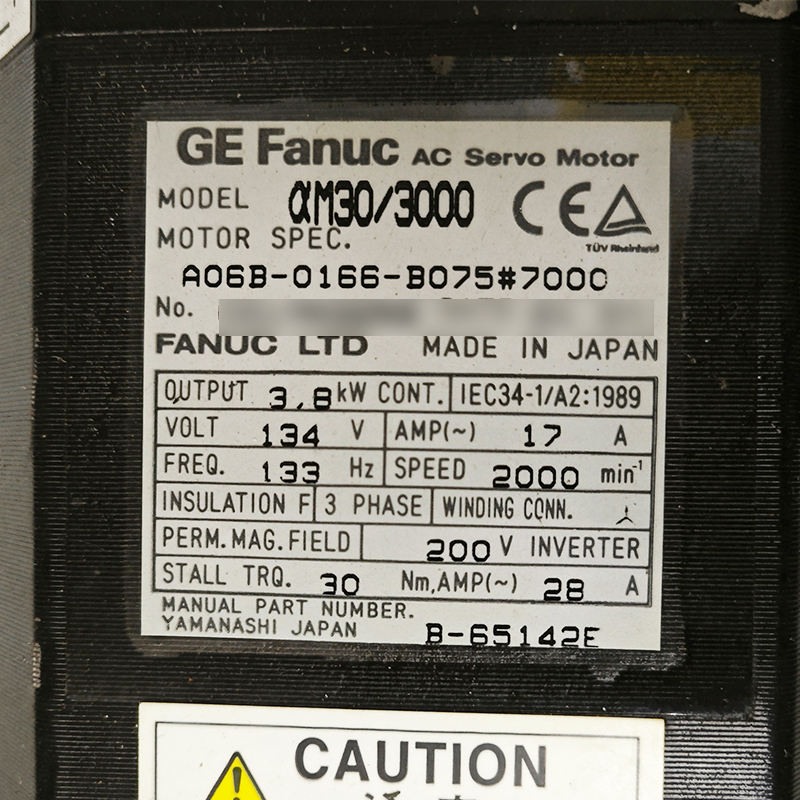 GE Fanuc AC Servo Motor
MODEL αM30/3000 CE
TÜV Rheinland
MOTOR SPEC.
A06B-0166-B075#7000
No.
FANUC LTD MADE IN JAPAN
OUTPUT 3.8 kW CONT. IEC34-1/A2:1989
VOLT 134 V AMP(~) 17 A
FREQ. 133 Hz SPEED 2000 min⁻¹
INSULATION F 3 PHASE WINDING CONN.
PERM.MAG.FIELD 200 V INVERTER
STALL TRQ. 30 Nm,AMP(~) 28 A
MANUAL PART NUMBER.
YAMANASHI JAPAN B-65142E
CAUTION